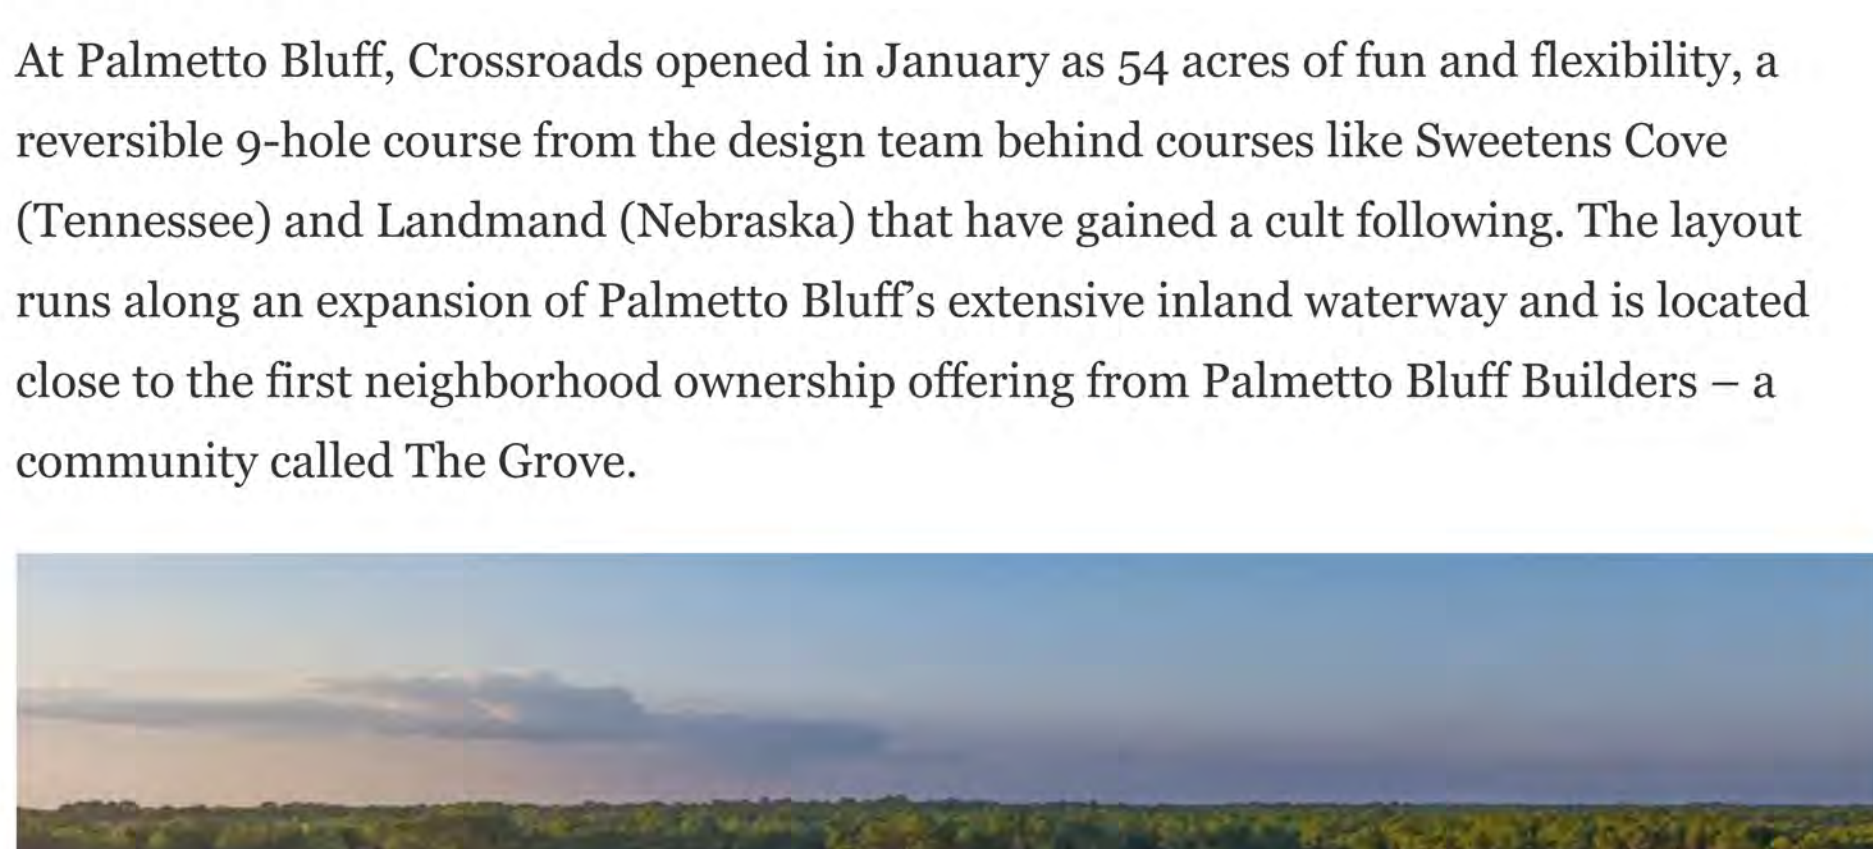 At Palmetto Bluff, Crossroads opened in January as 54 acres of fun and flexibility, a
reversible 9-hole course from the design team behind courses like Sweetens Cove
(Tennessee) and Landmand (Nebraska) that have gained a cult following. The layout
runs along an expansion of Palmetto Bluff’s extensive inland waterway and is located
close to the first neighborhood ownership offering from Palmetto Bluff Builders – a
community called The Grove.